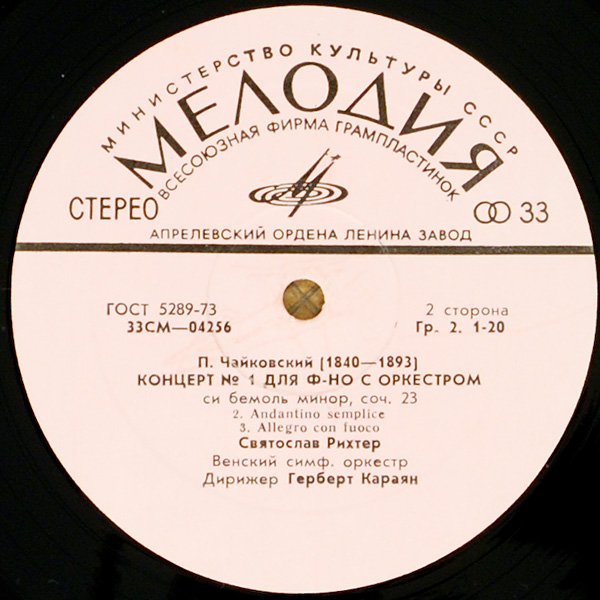 МИНИСТЕРСТВО КУЛЬТУРЫ СССР
МЕЛОДИЯ
ВСЕСОЮЗНАЯ ФИРМА ГРАМПЛАСТИНОК
СТЕРЕО 33
АПРЕЛЕВСКИЙ ОРДЕНА ЛЕНИНА ЗАВОД
ГОСТ 5289-73 2 сторона
33СМ—04256 Гр. 2. 1-20
П. Чайковский (1840—1893)
КОНЦЕРТ № 1 ДЛЯ Ф-НО С ОРКЕСТРОМ
си бемоль минор, соч. 23
2. Andantino semplice
3. Allegro con fuoco
Святослав Рихтер
Венский симф. оркестр
Дирижер Герберт Караян